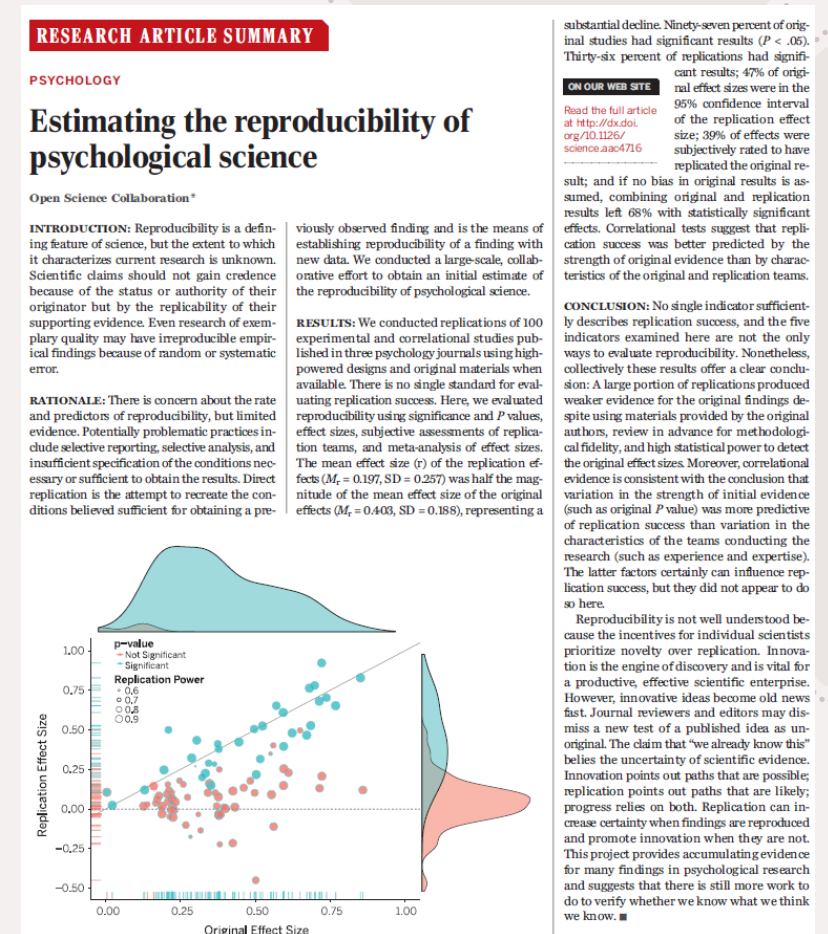 RESEARCH ARTICLE SUMMARY
PSYCHOLOGY
Estimating the reproducibility of
psychological science
Open Science Collaboration*
INTRODUCTION: Reproducibility is a defin-
ing feature of science, but the extent to which
it characterizes current research is unknown.
Scientific claims should not gain credence
because of the status or authority of their
originator but by the replicability of their
supporting evidence. Even research of exem-
plary quality may have irreproducible empir-
ical findings because of random or systematic
error.
RATIONALE: There is concern about the rate
and predictors of reproducibility, but limited
evidence. Potentially problematic practices in-
clude selective reporting, selective analysis, and
insufficient specification of the conditions nec-
essary or sufficient to obtain the results. Direct
replication is the attempt to recreate the con-
ditions believed sufficient for obtaining a pre-
viously observed finding and is the means of
establishing reproducibility of a finding with
new data. We conducted a large-scale, collab-
orative effort to obtain an initial estimate of
the reproducibility of psychological science.
RESULTS: We conducted replications of 100
experimental and correlational studies pub-
lished in three psychology journals using high-
powered designs and original materials when
available. There is no single standard for eval-
uating replication success. Here, we evaluated
reproducibility using significance and P values,
effect sizes, subjective assessments of replica-
tion teams, and meta-analysis of effect sizes.
The mean effect size (r) of the replication ef-
fects (Mr = 0.197, SD = 0.257) was half the mag-
nitude of the mean effect size of the original
effects (Mr = 0.403, SD = 0.188), representing a
substantial decline. Ninety-seven percent of orig-
inal studies had significant results (P < .05).
Thirty-six percent of replications had signifi-
cant results; 47% of origi-
nal effect sizes were in the
95% confidence interval
of the replication effect
size; 39% of effects were
subjectively rated to have
replicated the original re-
sult; and if no bias in original results is as-
sumed, combining original and replication
results left 68% with statistically significant
effects. Correlational tests suggest that repli-
cation success was better predicted by the
strength of original evidence than by charac-
teristics of the original and replication teams.
ON OUR WEB SITE
Read the full article
at http://dx.doi.
org/10.1126/
science.aac4716
CONCLUSION: No single indicator sufficient-
ly describes replication success, and the five
indicators examined here are not the only
ways to evaluate reproducibility. Nonetheless,
collectively these results offer a clear conclu-
sion: A large portion of replications produced
weaker evidence for the original findings de-
spite using materials provided by the original
authors, review in advance for methodologi-
cal fidelity, and high statistical power to detect
the original effect sizes. Moreover, correlational
evidence is consistent with the conclusion that
variation in the strength of initial evidence
(such as original P value) was more predictive
of replication success than variation in the
characteristics of the teams conducting the
research (such as experience and expertise).
The latter factors certainly can influence rep-
lication success, but they did not appear to do
so here.
Reproducibility is not well understood be-
cause the incentives for individual scientists
prioritize novelty over replication. Innova-
tion is the engine of discovery and is vital for
a productive, effective scientific enterprise.
However, innovative ideas become old news
fast. Journal reviewers and editors may dis-
miss a new test of a published idea as un-
original. The claim that “we already know this”
belies the uncertainty of scientific evidence.
Innovation points out paths that are possible;
replication points out paths that are likely;
progress relies on both. Replication can in-
crease certainty when findings are reproduced
and promote innovation when they are not.
This project provides accumulating evidence
for many findings in psychological research
and suggests that there is still more work to
do to verify whether we know what we think
we know. ■
p-value
Not Significant
Significant
Replication Power
0.6
0.7
0.8
0.9
Replication Effect Size
1.00
0.75
0.50
0.25
0.00
−0.25
−0.50
0.00 0.25 0.50 0.75 1.00
Original Effect Size